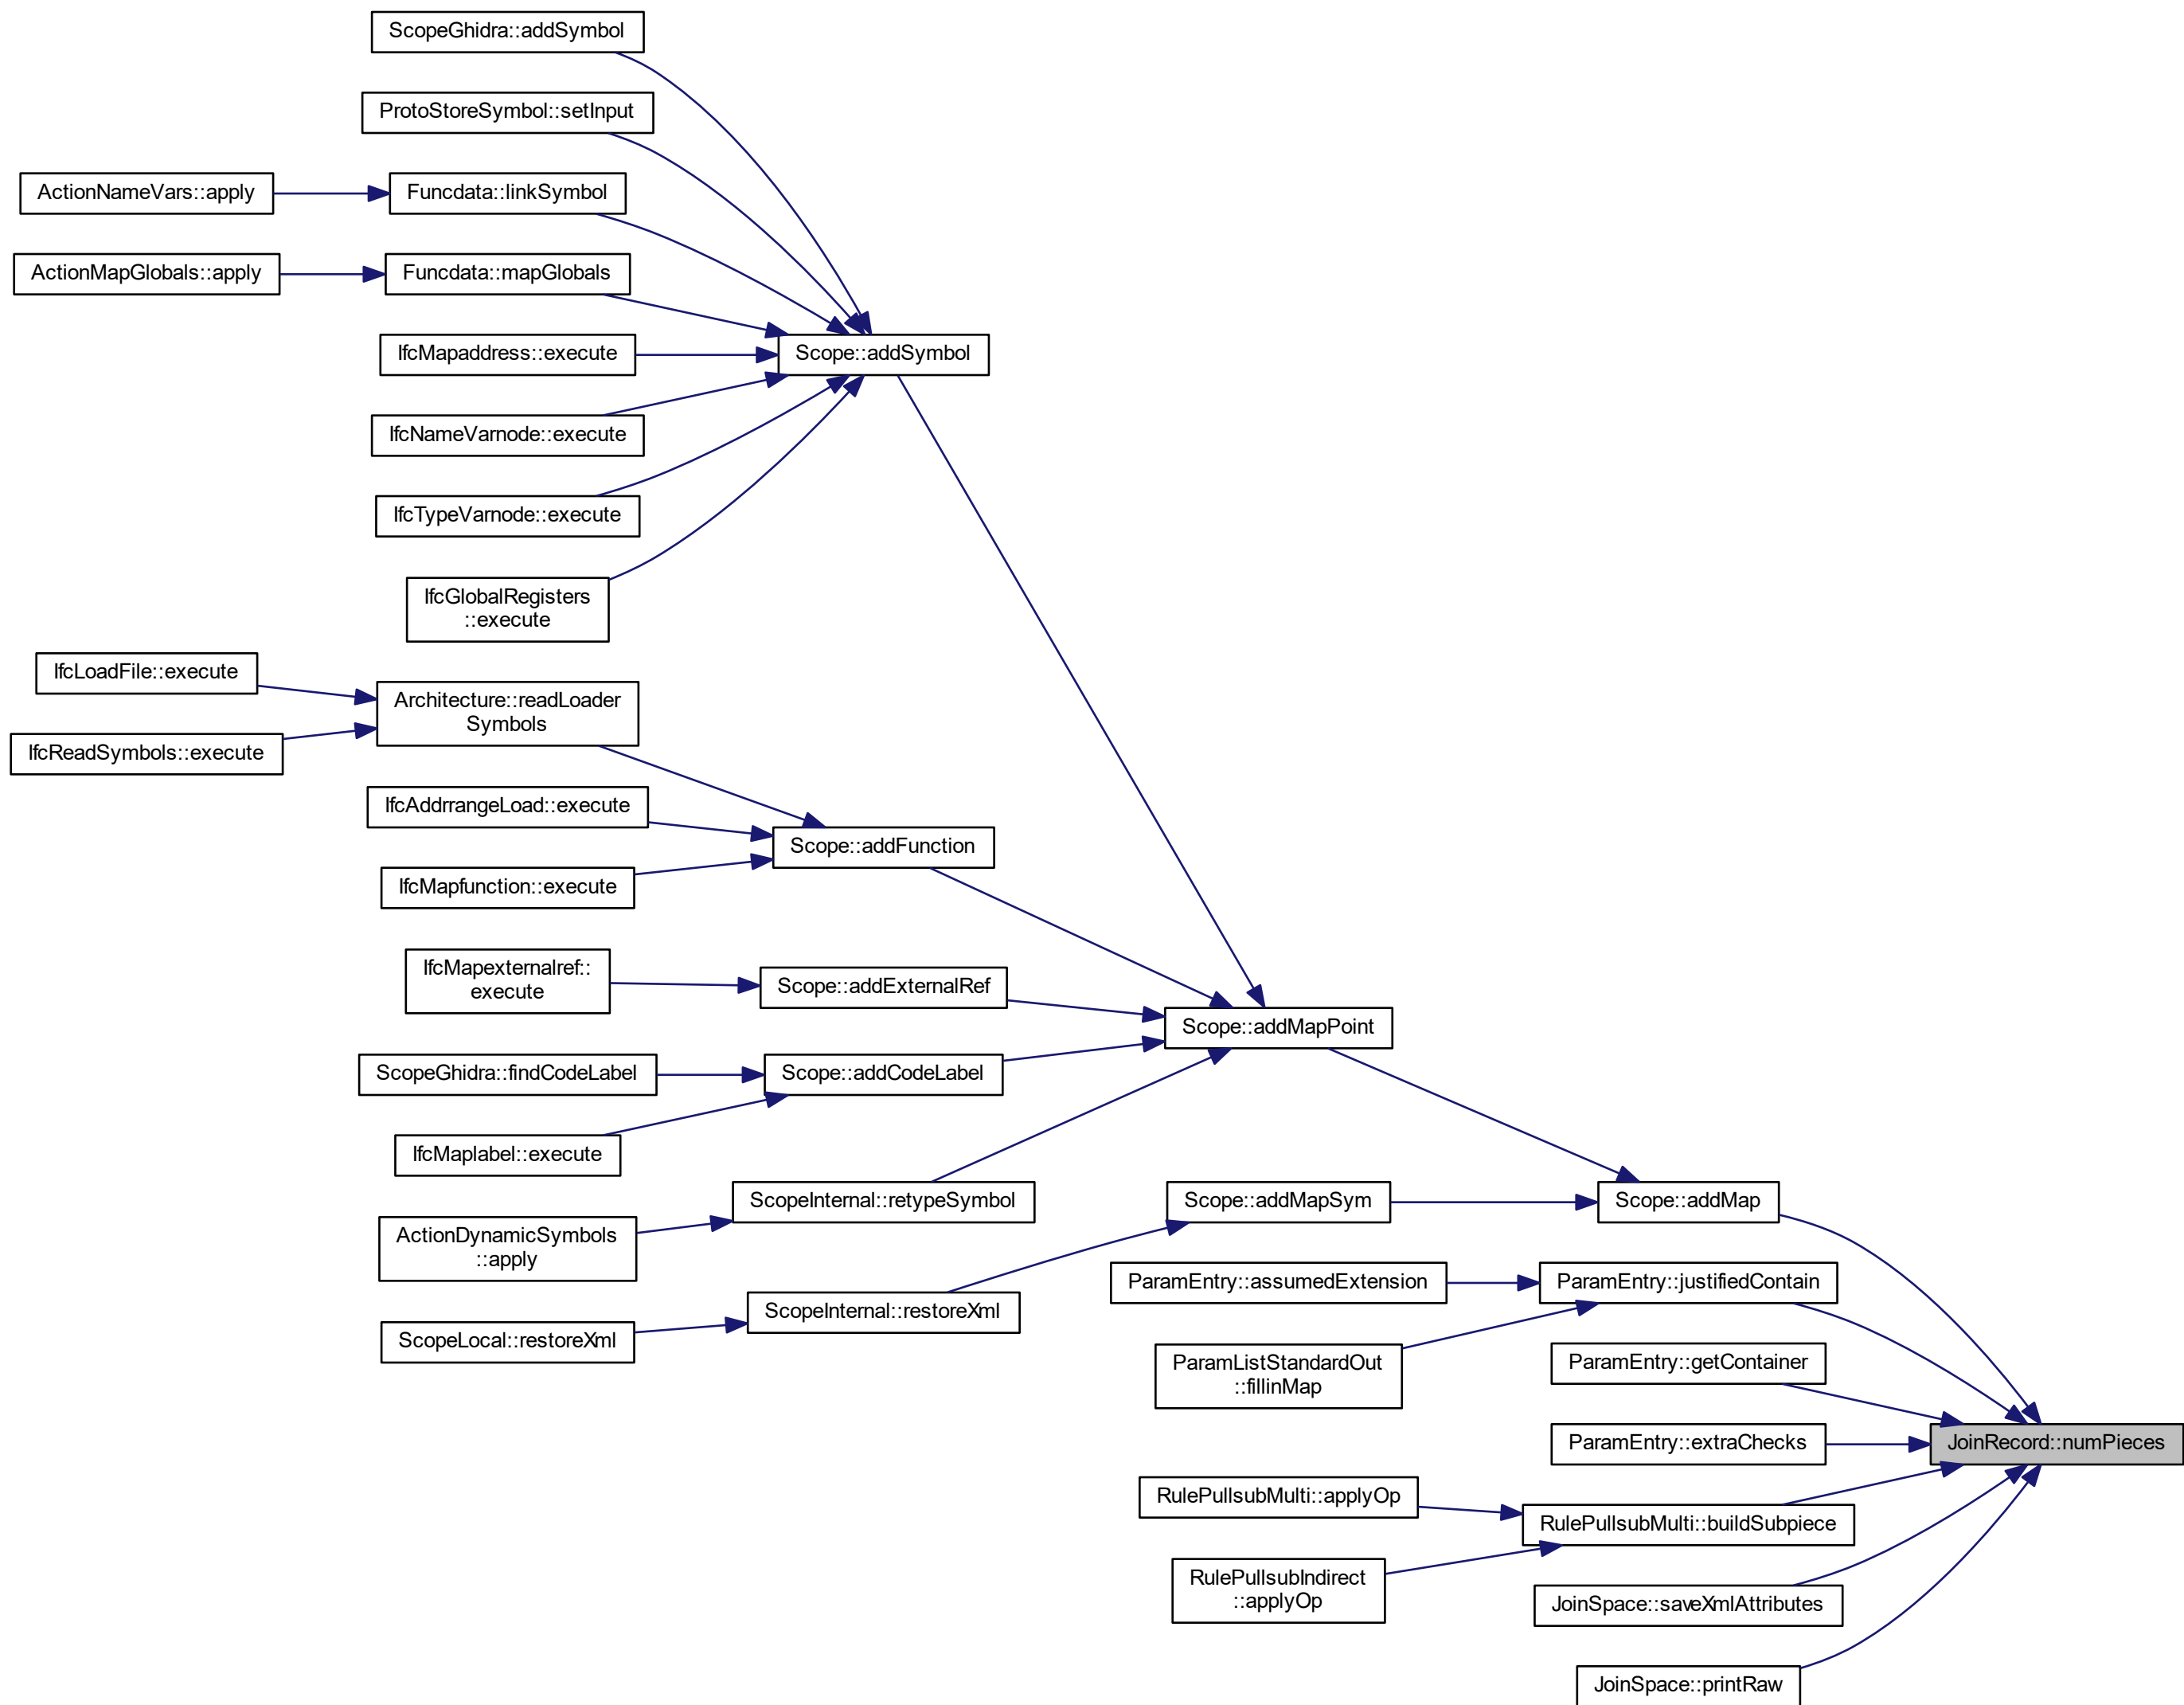 ScopeGhidra::addSymbol
ProtoStoreSymbol::setInput
ActionNameVars::apply
Funcdata::linkSymbol
ActionMapGlobals::apply
Funcdata::mapGlobals
IfcMapaddress::execute
Scope::addSymbol
IfcNameVarnode::execute
IfcTypeVarnode::execute
IfcGlobalRegisters
::execute
IfcLoadFile::execute
Architecture::readLoader
Symbols
IfcReadSymbols::execute
IfcAddrrangeLoad::execute
Scope::addFunction
IfcMapfunction::execute
IfcMapexternalref::
execute
Scope::addExternalRef
Scope::addMapPoint
ScopeGhidra::findCodeLabel
Scope::addCodeLabel
IfcMaplabel::execute
ScopeInternal::retypeSymbol
Scope::addMapSym
Scope::addMap
ActionDynamicSymbols
::apply
ParamEntry::assumedExtension
ParamEntry::justifiedContain
ScopeInternal::restoreXml
ScopeLocal::restoreXml
ParamListStandardOut
::fillinMap
ParamEntry::getContainer
ParamEntry::extraChecks
JoinRecord::numPieces
RulePullsubMulti::applyOp
RulePullsubMulti::buildSubpiece
RulePullsubIndirect
::applyOp
JoinSpace::saveXmlAttributes
JoinSpace::printRaw